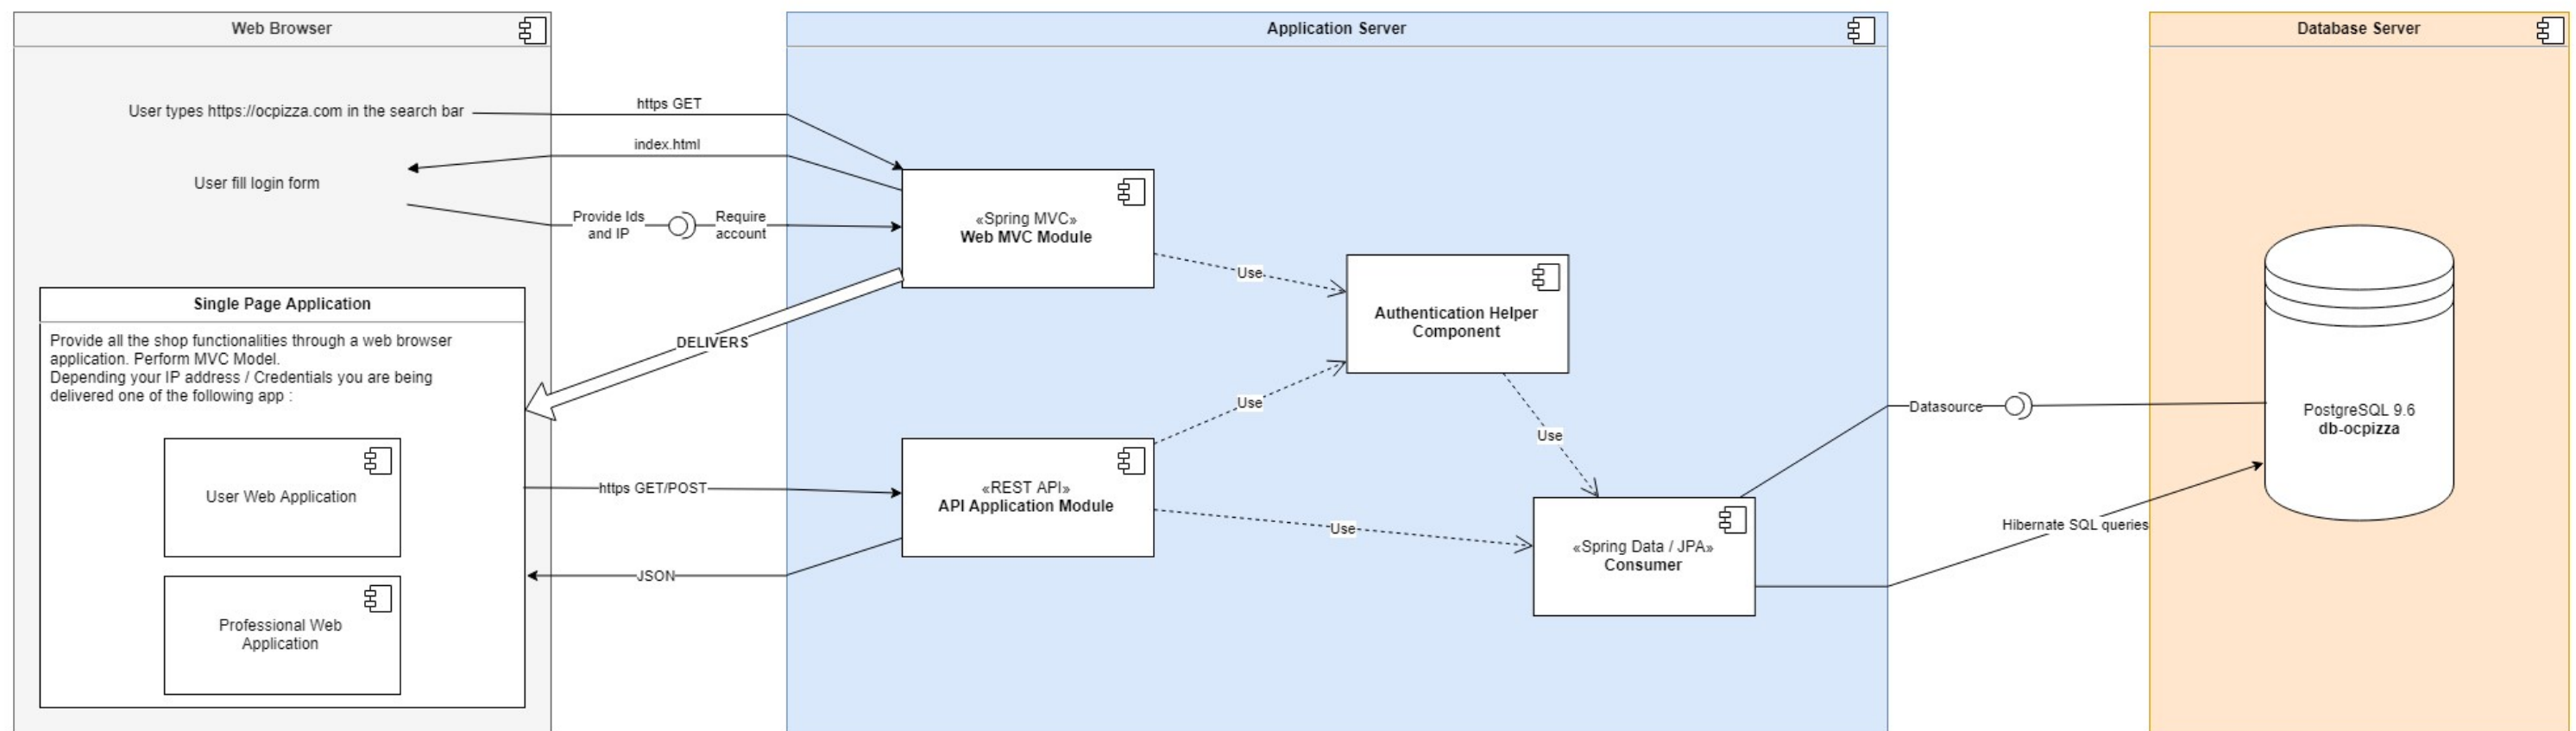 Web Browser
Application Server
Database Server
User types https://ocpizza.com in the search bar
https GET
index.html
User fill login form
Provide Ids
and IP
Require
account
«Spring MVC»
Web MVC Module
Use
Authentication Helper
Component
Single Page Application
Provide all the shop functionalities through a web browser
application. Perform MVC Model.
Depending your IP address / Credentials you are being
delivered one of the following app :
DELIVERS
Use
Use
Datasource
PostgreSQL 9.6
db-ocpizza
User Web Application
https GET/POST
«REST API»
API Application Module
Use
Hibernate SQL queries
«Spring Data / JPA»
Consumer
JSON
Professional Web
Application